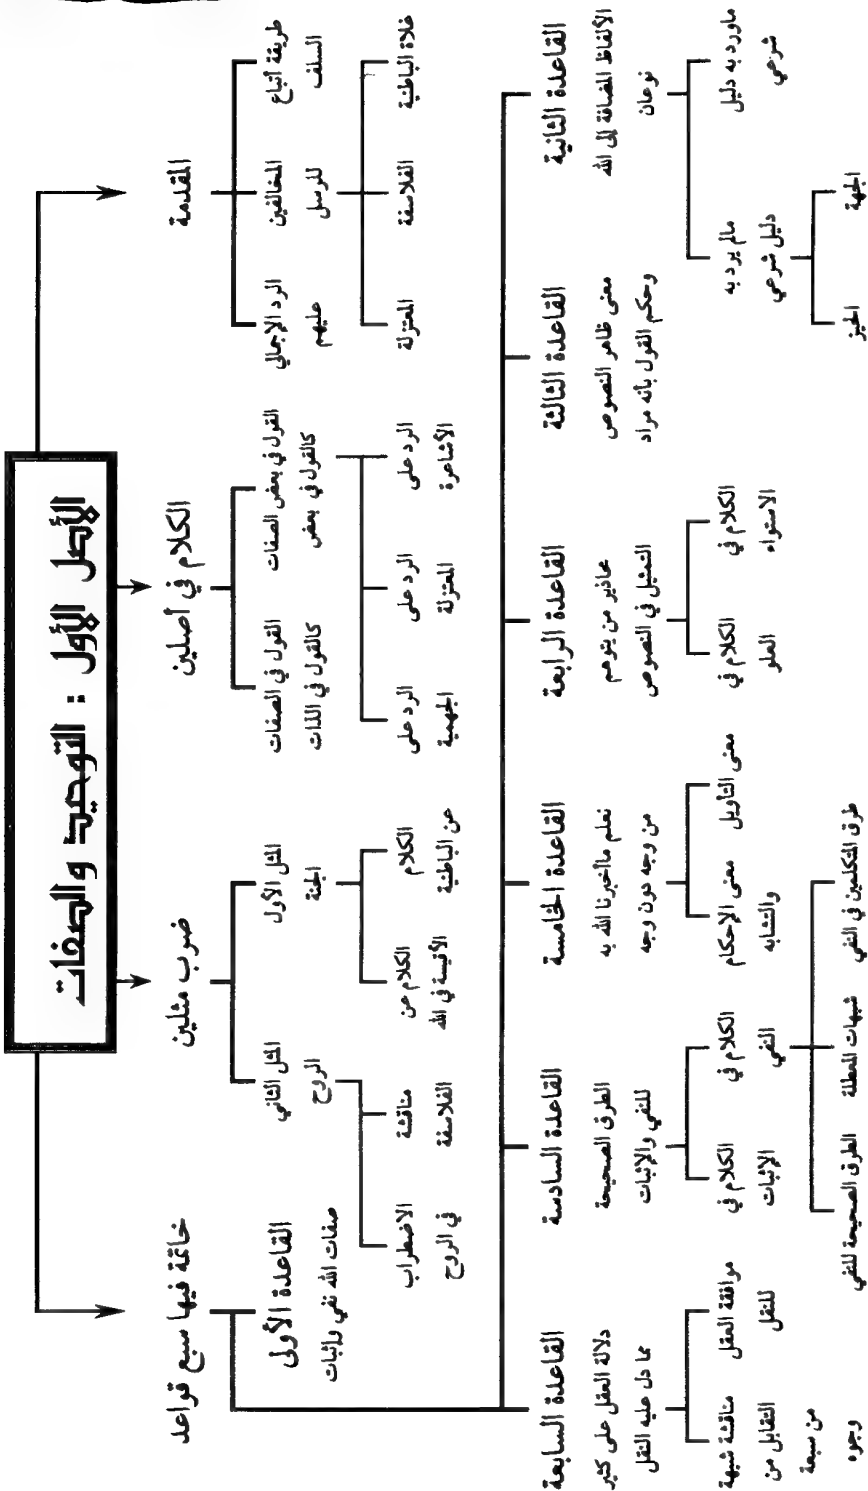 الأصل الأول : التوحيد والصفات
المقدمة
طريقة أتباع
السلف
المخالفين
للرسل
الرد الإجمالي
عليهم
غلاة الباطنية
الفلاسفة
المعتزلة
الكلام في أصلين
القول في بعض الصفات
كالقول في بعض
القول في الصفات
كالقول في الذات
الرد على
الأشاعرة
الرد على
المعتزلة
الرد على
الجهمية
ضرب مثلين
المثل الأول
الجنة
المثل الثاني
الروح
الكلام
عن الباطنية
الكلام عن
الأقيسة في الله
مناقشة
الفلاسفة
الاضطراب
في الروح
خاتمة فيها سبع قواعد
القاعدة الأولى
صفات الله نفي وإثبات
القاعدة الثانية
الألفاظ المضافة إلى الله
نوعان
ماورد به دليل
شرعي
مالم يرد به
دليل شرعي
الجهة
الحيز
القاعدة الثالثة
معنى ظاهر النصوص
وحكم القول بأنه مراد
القاعدة الرابعة
محاذير من يتوهم
التمثيل في النصوص
الكلام في
الاستواء
الكلام في
العلو
القاعدة الخامسة
نعلم ماأخبرنا الله به
من وجه دون وجه
معنى التأويل
معنى الإحكام
والتشابه
القاعدة السادسة
الطرق الصحيحة
للنفي والإثبات
الكلام في
النفي
الكلام في
الإثبات
طرق المتكلمين في النفي
شبهات المعطلة
الطرق الصحيحة للنفي
القاعدة السابعة
دلالة العقل على كثير
مما دل عليه النقل
موافقة العقل
للنقل
مناقشة شبهة
التقابل من
من سبعة
وجوه